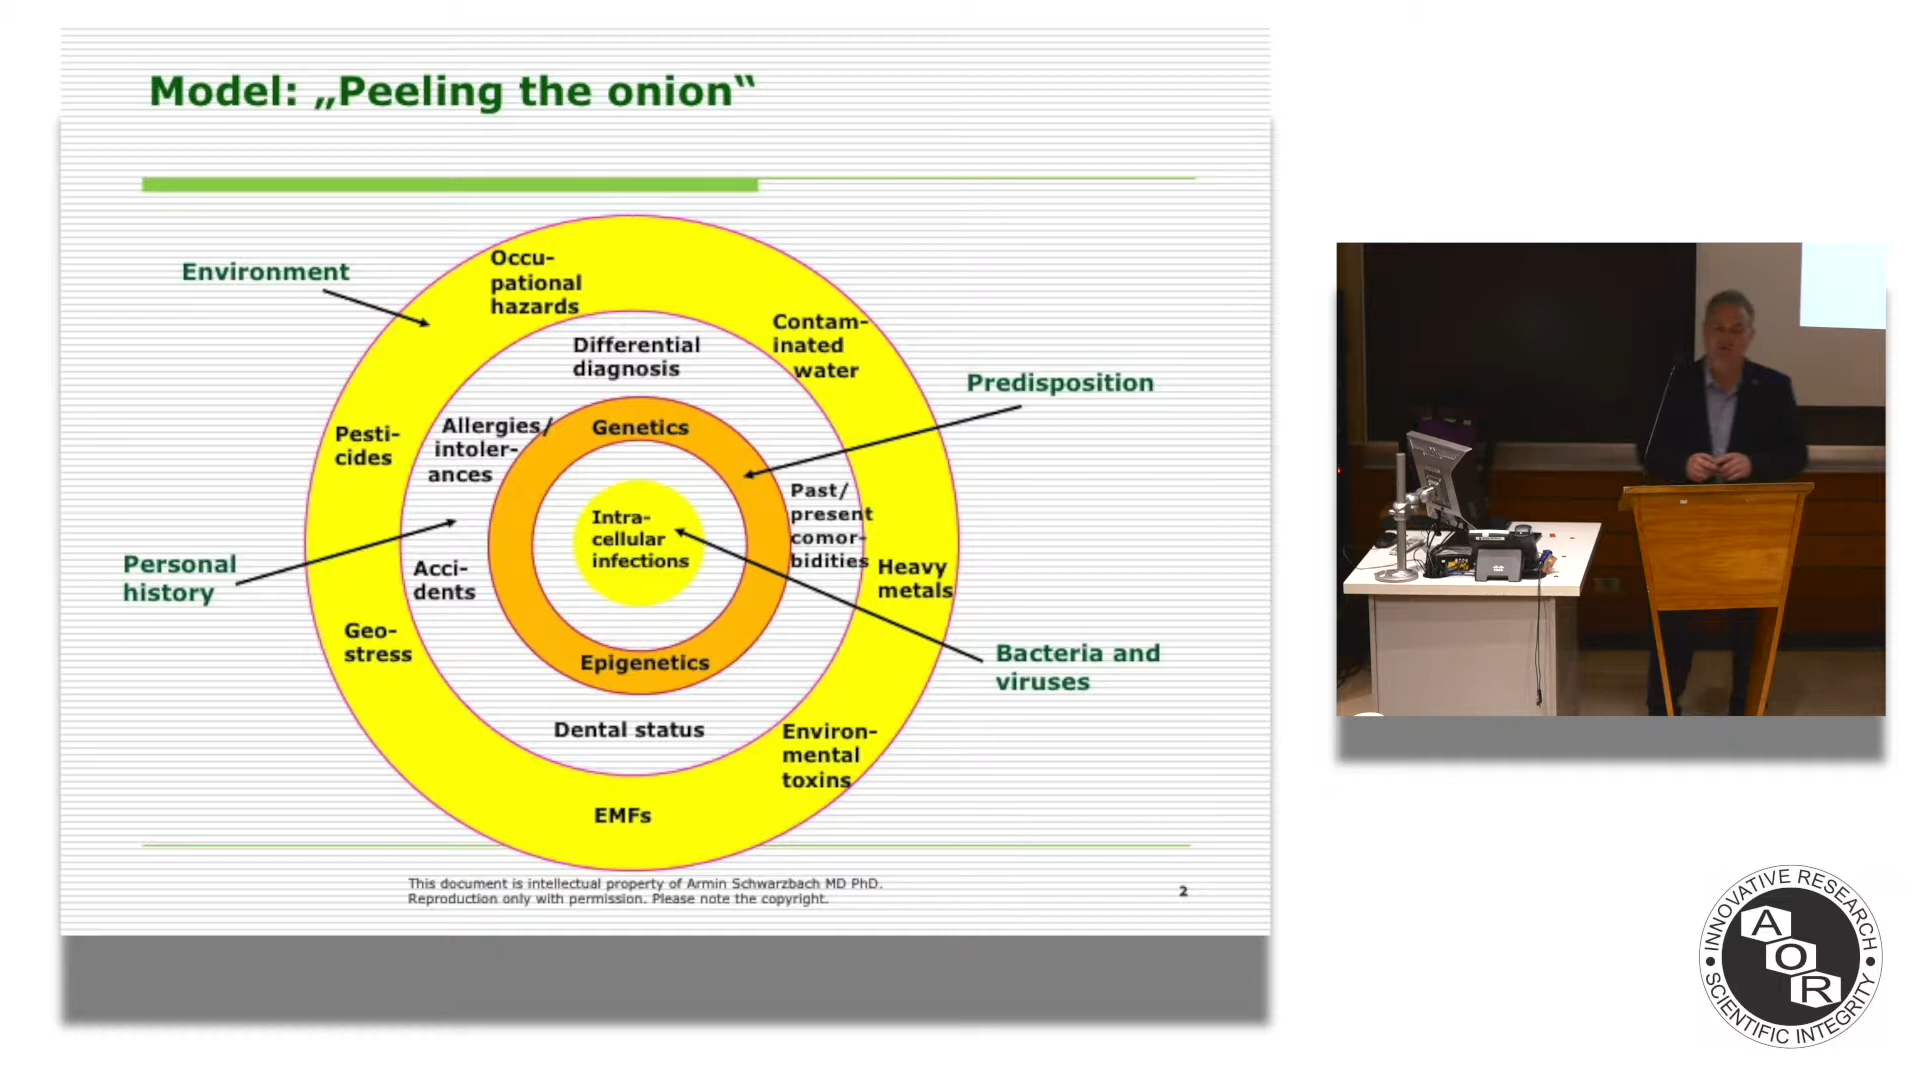 Model: „Peeling the onion“
Environment
Occu-
pational
hazards
Contam-
inated
water
Differential
diagnosis
Predisposition
Pesti-
cides
Allergies/
intoler-
ances
Genetics
Past/
present
comor-
bidities
Intra-
cellular
infections
Personal
history
Acci-
dents
Heavy
metals
Geo-
stress
Epigenetics
Bacteria and
viruses
Dental status
Environ-
mental
toxins
EMFs
This document is intellectual property of Armin Schwarzbach MD PhD.
Reproduction only with permission. Please note the copyright.
2
INNOVATIVE RESEARCH
AOR
SCIENTIFIC INTEGRITY